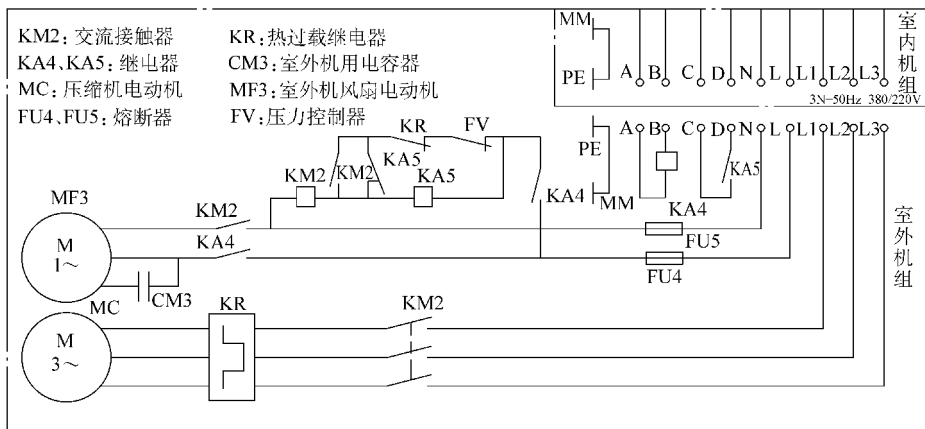 KM2：交流接触器 KR：热过载继电器
KA4、KA5：继电器 CM3：室外机用电容器
MC：压缩机电动机 MF3：室外机风扇电动机
FU4、FU5：熔断器 FV：压力控制器
MM
PE
A B C D N L L1 L2 L3
室内机组
3N-50Hz 380/220V
A B C D N L L1 L2 L3
PE
MM
KR FV
KM2 KM2 KA5 KA5
KA4
KA5
KA4
FU5
FU4
室外机组
MF3
M
1～
KM2
KA4
CM3
MC
M
3～
KR
KM2